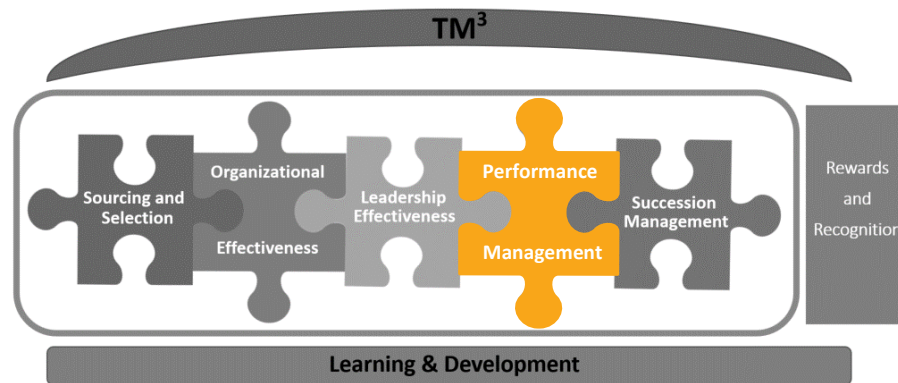 TM³
Sourcing and
Selection
Organizational
Effectiveness
Leadership
Effectiveness
Performance
Management
Succession
Management
Rewards
and
Recognition
Learning & Development